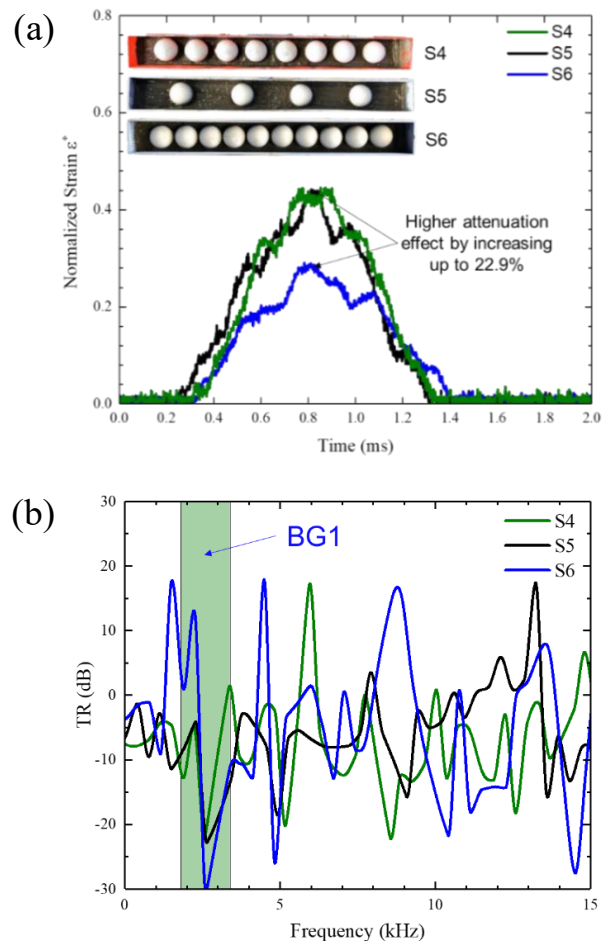 (a)
S4
S5
S6
S4
S5
S6
Higher attenuation
effect by increasing
up to 22.9%
Normalized Strain ε*
0.8
0.6
0.4
0.2
0.0
0.0 0.2 0.4 0.6 0.8 1.0 1.2 1.4 1.6 1.8 2.0
Time (ms)
(b)
BG1
S4
S5
S6
TR (dB)
30
20
10
0
-10
-20
-30
0 5 10 15
Frequency (kHz)